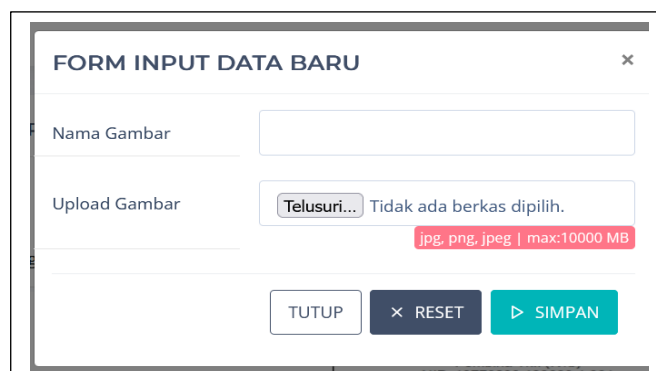 FORM INPUT DATA BARU ×
Nama Gambar
Upload Gambar
Telusuri... Tidak ada berkas dipilih.
jpg, png, jpeg | max:10000 MB
TUTUP × RESET SIMPAN